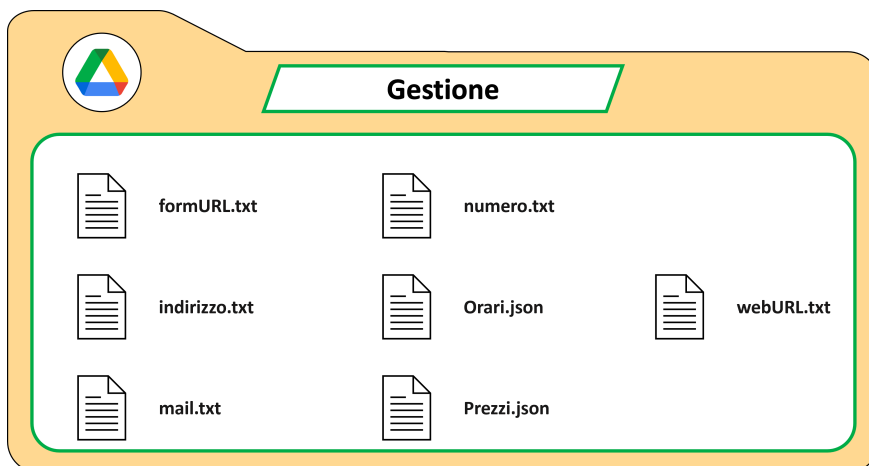 Gestione
formURL.txt
numero.txt
indirizzo.txt
Orari.json
webURL.txt
mail.txt
Prezzi.json